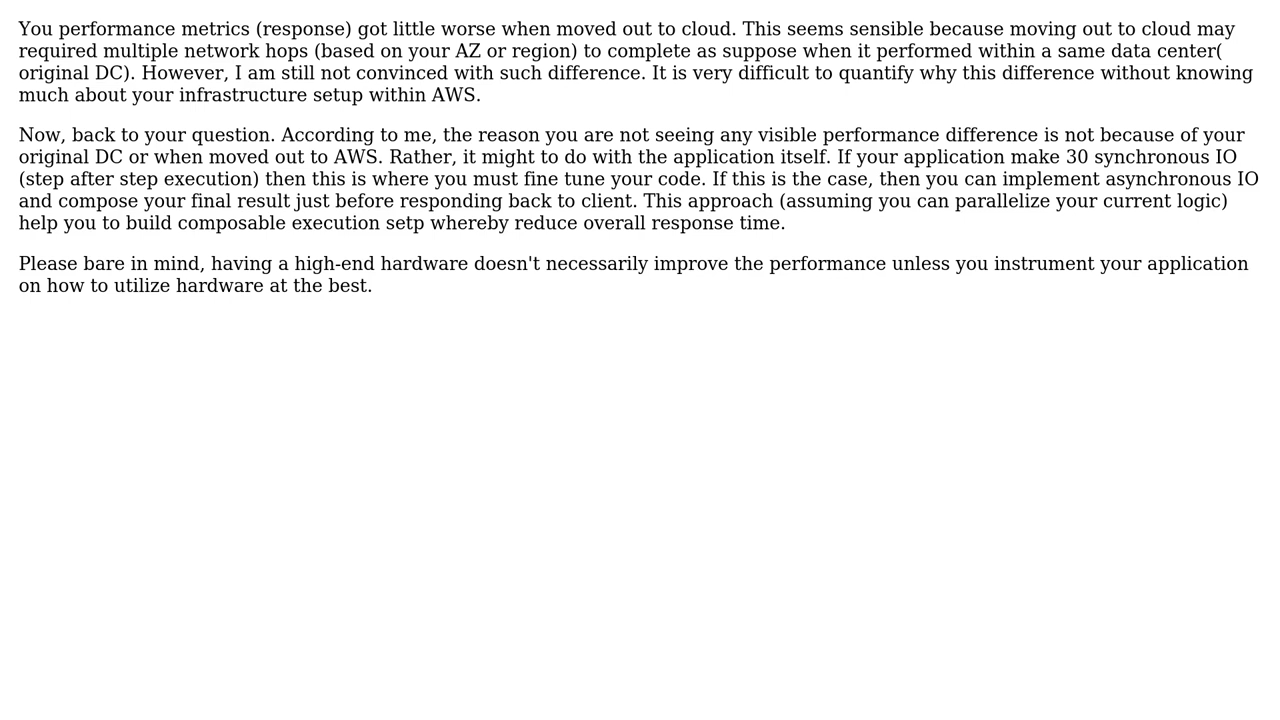 You performance metrics (response) got little worse when moved out to cloud. This seems sensible because moving out to cloud may
required multiple network hops (based on your AZ or region) to complete as suppose when it performed within a same data center(
original DC). However, I am still not convinced with such difference. It is very difficult to quantify why this difference without knowing
much about your infrastructure setup within AWS.
Now, back to your question. According to me, the reason you are not seeing any visible performance difference is not because of your
original DC or when moved out to AWS. Rather, it might to do with the application itself. If your application make 30 synchronous IO
(step after step execution) then this is where you must fine tune your code. If this is the case, then you can implement asynchronous IO
and compose your final result just before responding back to client. This approach (assuming you can parallelize your current logic)
help you to build composable execution setp whereby reduce overall response time.
Please bare in mind, having a high-end hardware doesn't necessarily improve the performance unless you instrument your application
on how to utilize hardware at the best.